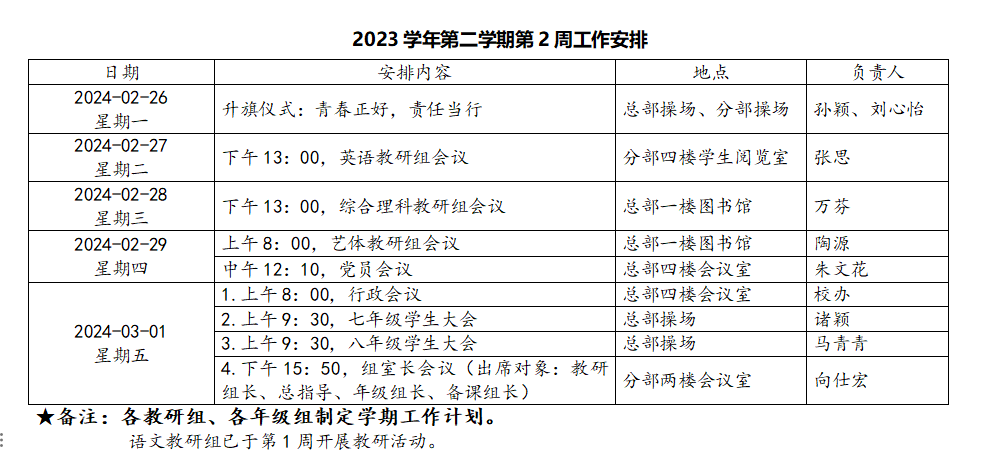 2023 学年第二学期第 2 周工作安排
日期 安排内容 地点 负责人
2024-02-26
星期一
升旗仪式：青春正好，责任当行 总部操场、分部操场 孙颖、刘心怡
2024-02-27
星期二
下午 13：00，英语教研组会议 分部四楼学生阅览室 张思
2024-02-28
星期三
下午 13：00，综合理科教研组会议 总部一楼图书馆 万芬
2024-02-29
星期四
上午 8：00，艺体教研组会议 总部一楼图书馆 陶源
中午 12：10，党员会议 总部四楼会议室 朱文花
2024-03-01
星期五
1.上午 8：00，行政会议 总部四楼会议室 校办
2.上午 9：30，七年级学生大会 总部操场 诸颖
3.上午 9：30，八年级学生大会 总部操场 马青青
4.下午 15：50，组室长会议（出席对象：教研
组长、总指导、年级组长、备课组长） 分部两楼会议室 向仕宏
★备注：各教研组、各年级组制定学期工作计划。
语文教研组已于第 1 周开展教研活动。